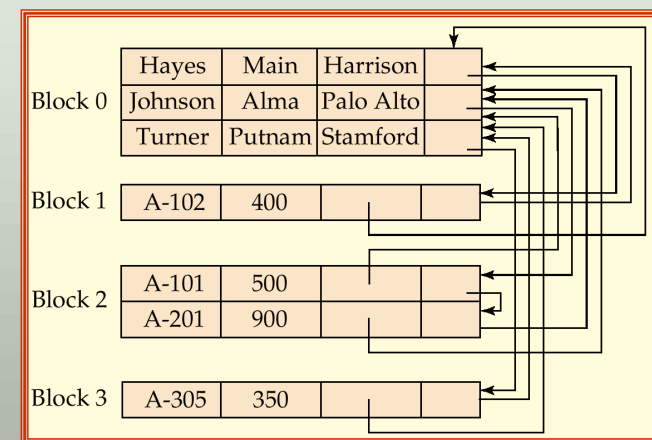 Block 0 Hayes Main Harrison
Johnson Alma Palo Alto
Turner Putnam Stamford
Block 1 A-102 400
Block 2 A-101 500
A-201 900
Block 3 A-305 350